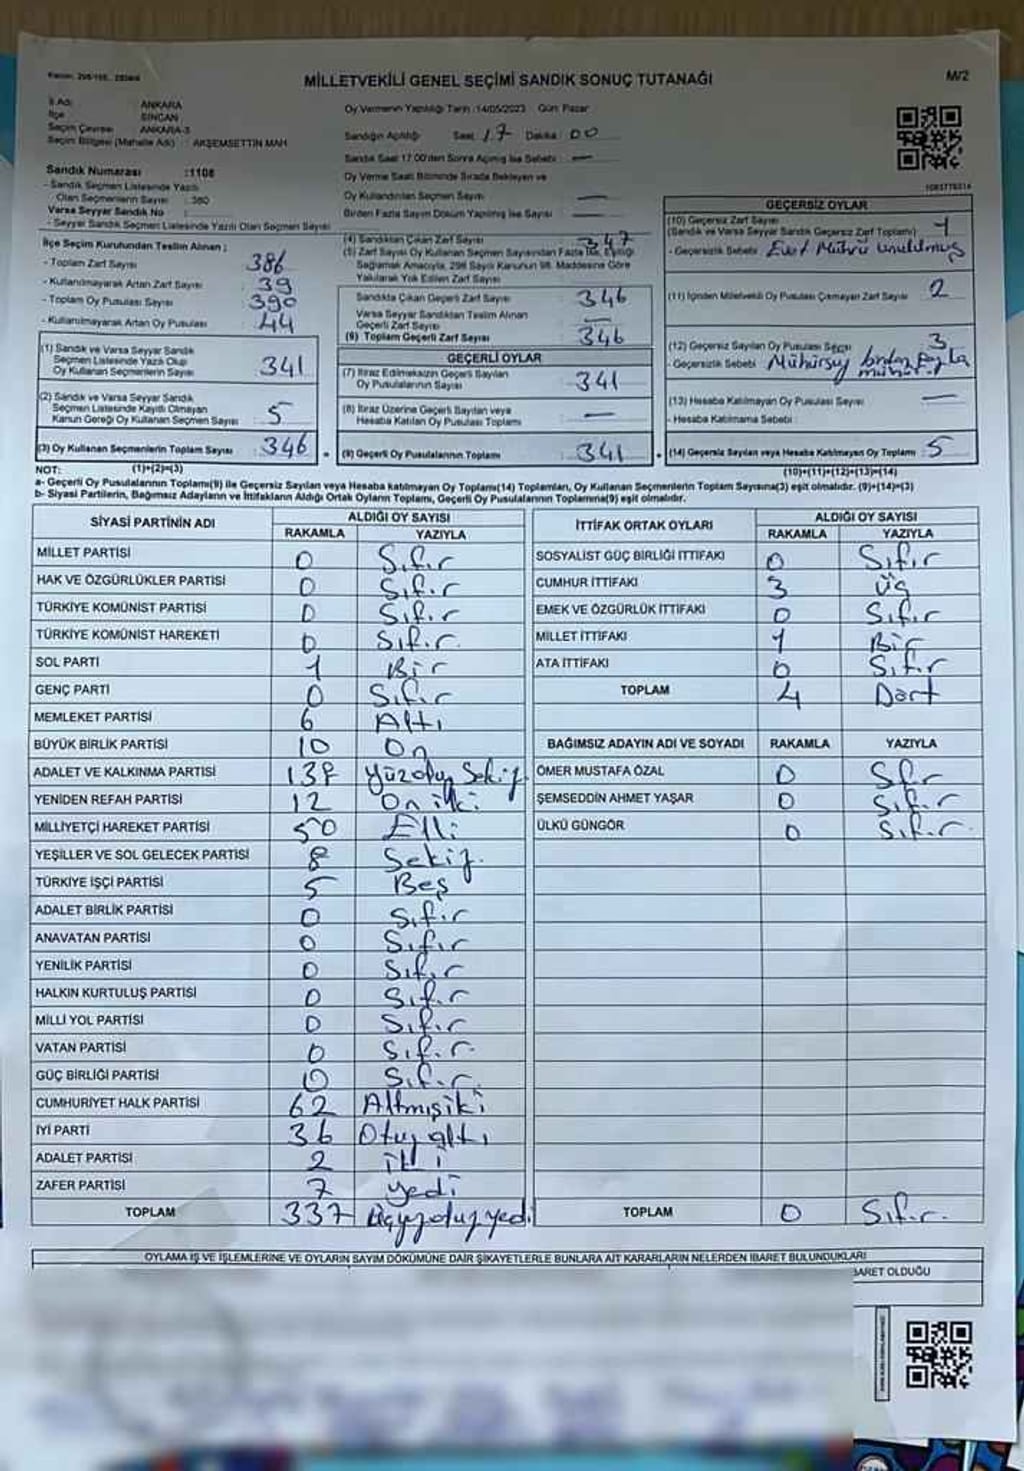 MİLLETVEKİLİ GENEL SEÇİMİ SANDIK SONUÇ TUTANAĞI
M/2
İl Adı : ANKARA
İlçe : SİNCAN
Seçim Çevresi : ANKARA-3
Seçim Bölgesi (Mahalle Adı) : AKŞEMSETTİN MAH.
Oy Vermenin Yapıldığı Tarih :14/05/2023 Gün: Pazar
Sandığın Açılışı Saat 17 Dakika 00
Sandık Saat 17.00'den Sonra Açılmış İse Sebebi : —
Sandık Numarası :1108
- Sandık Seçmen Listesinde Yazılı
Olan Seçmenlerin Sayısı : 380
Varsa Seyyar Sandık No :
- Seyyar Sandık Listesinde Yazılı Olan Seçmen Sayısı :
Oy Verme Saati Bitiminde Sırada Bekleyen ve
Oy Kullandırılan Seçmen Sayısı : —
Birden Fazla Sayım Döküm Yapılmış İse Sayısı : —
İlçe Seçim Kurulundan Teslim Alınan ;
- Toplam Zarf Sayısı : 386
- Kullanılmayarak Artan Zarf Sayısı : 39
- Toplam Oy Pusulası Sayısı : 390
- Kullanılmayarak Artan Oy Pusulası : 44
(1) Sandık ve Varsa Seyyar Sandık
Seçmen Listesinde Yazılı Olup
Oy Kullanan Seçmenlerin Sayısı : 341
(2) Sandık ve Varsa Seyyar Sandık
Seçmen Listesinde Kayıtlı Olmayan
Kanun Gereği Oy Kullanan Seçmen Sayısı : 5
(3) Oy Kullanan Seçmenlerin Toplam Sayısı : 346
(1)+(2)=(3)
(4) Sandıktan Çıkan Zarf Sayısı : 347
(5) Zarf Sayısı Oy Kullanan Seçmen Sayısından Fazla İse, Eşitliği
Sağlamak Amacıyla, 298 Sayılı Kanunun 98. Maddesine Göre
Yakılarak Yok Edilen Zarf Sayısı :
Sandıkta Çıkan Geçerli Zarf Sayısı : 346
Varsa Seyyar Sandıktan Teslim Alınan
Geçerli Zarf Sayısı : —
(6) Toplam Geçerli Zarf Sayısı : 346
GEÇERLİ OYLAR
(7) İtiraz Edilmeksizin Geçerli Sayılan
Oy Pusulalarının Sayısı : 341
(8) İtiraz Üzerine Geçerli Sayılan veya
Hesaba Katılan Oy Pusulası Toplamı : —
(9) Geçerli Oy Pusulalarının Toplamı : 341
GEÇERSİZ OYLAR
(10) Geçersiz Zarf Sayısı
(Sandık ve Varsa Seyyar Sandık Geçersiz Zarf Toplamı) : 1
- Geçersizlik Sebebi : Evet Mührü unutulmuş
(11) İçinden Milletvekili Oy Pusulası Çıkmayan Zarf Sayısı : 2
(12) Geçersiz Sayılan Oy Pusulası Sayısı : 3
- Geçersizlik Sebebi : Mühürsüz birden fazla
mühür
(13) Hesaba Katılmayan Oy Pusulası Sayısı : —
- Hesaba Katılmama Sebebi :
(14) Geçersiz Sayılan veya Hesaba Katılmayan Oy Toplamı : 5
(10)+(11)+(12)+(13)=(14)
NOT:
a- Geçerli Oy Pusulalarının Toplamı(9) ile Geçersiz Sayılan veya Hesaba katılmayan Oy Toplamı(14) Toplamları, Oy Kullanan Seçmenlerin Toplam Sayısına(3) eşit olmalıdır. (9)+(14)=(3)
b- Siyasi Partilerin, Bağımsız Adayların ve İttifakların Aldığı Ortak Oyların Toplamı, Geçerli Oy Pusulalarının Toplamına(9) eşit olmalıdır.
SİYASİ PARTİNİN ADI ALDIĞI OY SAYISI
RAKAMLA YAZIYLA
MİLLET PARTİSİ 0 Sıfır
HAK VE ÖZGÜRLÜKLER PARTİSİ 0 Sıfır
TÜRKİYE KOMÜNİST PARTİSİ 0 Sıfır
TÜRKİYE KOMÜNİST HAREKETİ 0 Sıfır
SOL PARTİ 1 Bir
GENÇ PARTİ 0 Sıfır
MEMLEKET PARTİSİ 6 Altı
BÜYÜK BİRLİK PARTİSİ 10 On
ADALET VE KALKINMA PARTİSİ 138 Yüzotuz Sekiz
YENİDEN REFAH PARTİSİ 12 On iki
MİLLİYETÇİ HAREKET PARTİSİ 50 Elli
YEŞİLLER VE SOL GELECEK PARTİSİ 8 Sekiz
TÜRKİYE İŞÇİ PARTİSİ 5 Beş
ADALET BİRLİK PARTİSİ 0 Sıfır
ANAVATAN PARTİSİ 0 Sıfır
YENİLİK PARTİSİ 0 Sıfır
HALKIN KURTULUŞ PARTİSİ 0 Sıfır
MİLLİ YOL PARTİSİ 0 Sıfır
VATAN PARTİSİ 0 Sıfır
GÜÇ BİRLİĞİ PARTİSİ 0 Sıfır
CUMHURİYET HALK PARTİSİ 62 Altmışiki
İYİ PARTİ 36 Otuzaltı
ADALET PARTİSİ 2 iki
ZAFER PARTİSİ 7 yedi
TOPLAM 337 üçyüzotuzyedi
İTTİFAK ORTAK OYLARI ALDIĞI OY SAYISI
RAKAMLA YAZIYLA
SOSYALİST GÜÇ BİRLİĞİ İTTİFAKI 0 Sıfır
CUMHUR İTTİFAKI 3 üç
EMEK VE ÖZGÜRLÜK İTTİFAKI 0 Sıfır
MİLLET İTTİFAKI 1 Bir
ATA İTTİFAKI 0 Sıfır
TOPLAM 4 Dört
BAĞIMSIZ ADAYIN ADI VE SOYADI RAKAMLA YAZIYLA
ÖMER MUSTAFA ÖZAL 0 Sfır
ŞEMSEDDİN AHMET YAŞAR 0 Sıfır
ÜLKÜ GÜNGÖR 0 Sıfır
TOPLAM 0 Sıfır
OYLAMA İŞ VE İŞLEMLERİNE VE OYLARIN SAYIM DÖKÜMÜNE DAİR ŞİKAYETLERLE BUNLARA AİT KARARLARIN NELERDEN İBARET BULUNDUKLARI
BARET OLDUĞU